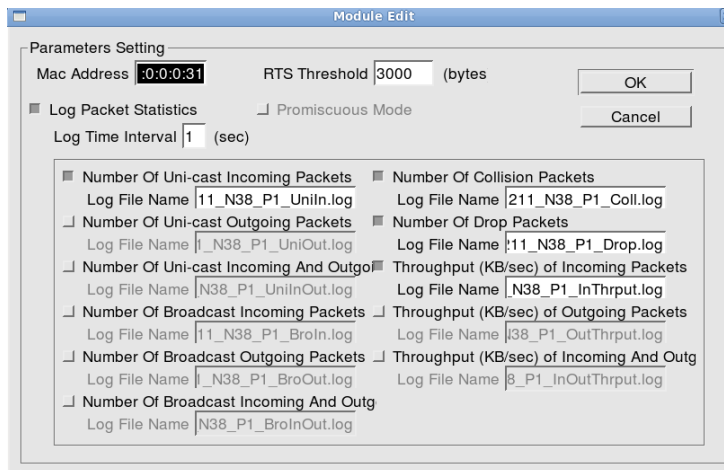 Module Edit
Parameters Setting
Mac Address :0:0:0:31 RTS Threshold 3000 (bytes
OK
Log Packet Statistics Promiscuous Mode
Cancel
Log Time Interval 1 (sec)
Number Of Uni-cast Incoming Packets
Log File Name 11_N38_P1_UniIn.log
Number Of Uni-cast Outgoing Packets
Log File Name _N38_P1_UniOut.log
Number Of Uni-cast Incoming And Outgoi
Log File Name N38_P1_UniInOut.log
Number Of Broadcast Incoming Packets
Log File Name 11_N38_P1_BroIn.log
Number Of Broadcast Outgoing Packets
Log File Name _N38_P1_BroOut.log
Number Of Broadcast Incoming And Outg
Log File Name N38_P1_BroInOut.log
Number Of Collision Packets
Log File Name 211_N38_P1_Coll.log
Number Of Drop Packets
Log File Name 11_N38_P1_Drop.log
Throughput (KB/sec) of Incoming Packets
Log File Name _N38_P1_InThrput.log
Throughput (KB/sec) of Outgoing Packets
Log File Name 38_P1_OutThrput.log
Throughput (KB/sec) of Incoming And Outg
Log File Name 8_P1_InOutThrput.log